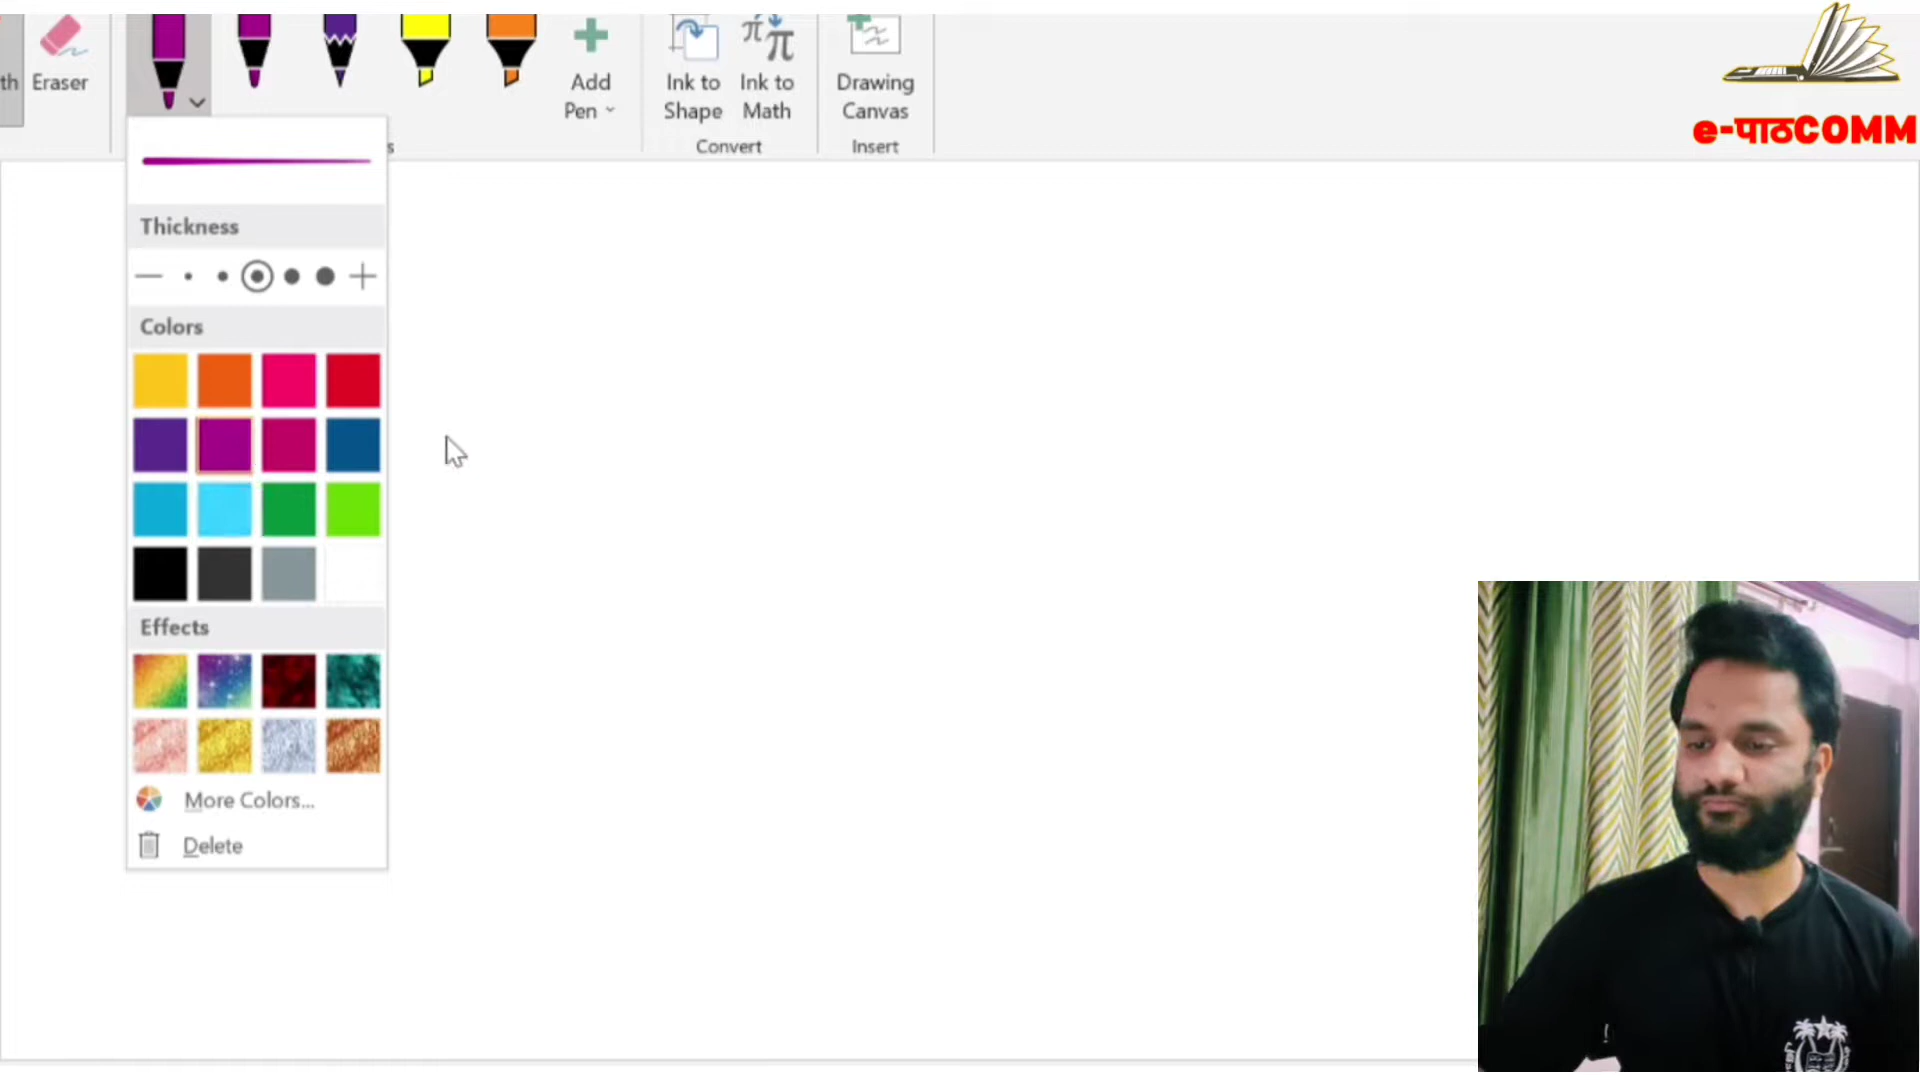 th
Eraser
Add
Pen
Ink to
Shape
Ink to
Math
Drawing
Canvas
s
Convert
Insert
e-पाठCOMM
Thickness
Colors
Effects
More Colors...
Delete